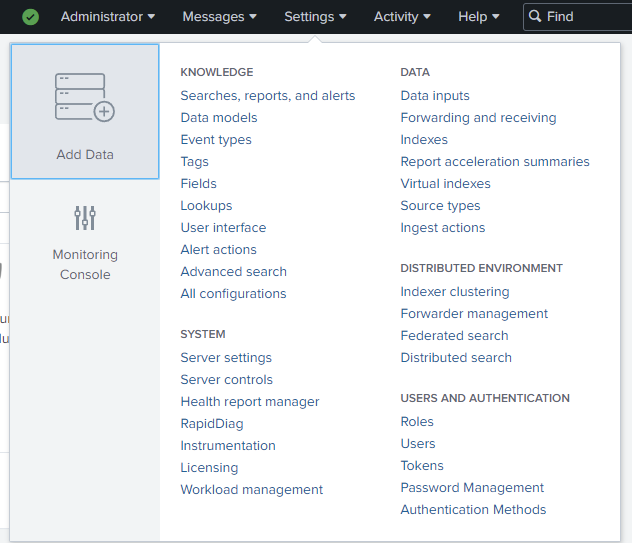 Administrator Messages Settings Activity Help Find
Add Data
Monitoring
Console
KNOWLEDGE
Searches, reports, and alerts
Data models
Event types
Tags
Fields
Lookups
User interface
Alert actions
Advanced search
All configurations
SYSTEM
Server settings
Server controls
Health report manager
RapidDiag
Instrumentation
Licensing
Workload management
DATA
Data inputs
Forwarding and receiving
Indexes
Report acceleration summaries
Virtual indexes
Source types
Ingest actions
DISTRIBUTED ENVIRONMENT
Indexer clustering
Forwarder management
Federated search
Distributed search
USERS AND AUTHENTICATION
Roles
Users
Tokens
Password Management
Authentication Methods